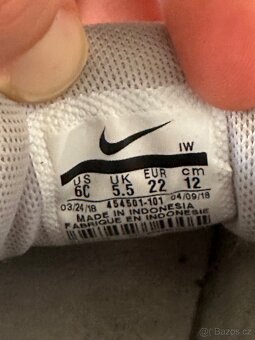 IW
US UK EUR cm
6C 5.5 22 12
03/24/18 454501-101 04/09/18
MADE IN INDONESIA
FABRIQUE EN INDONESIE
sbazar.cz